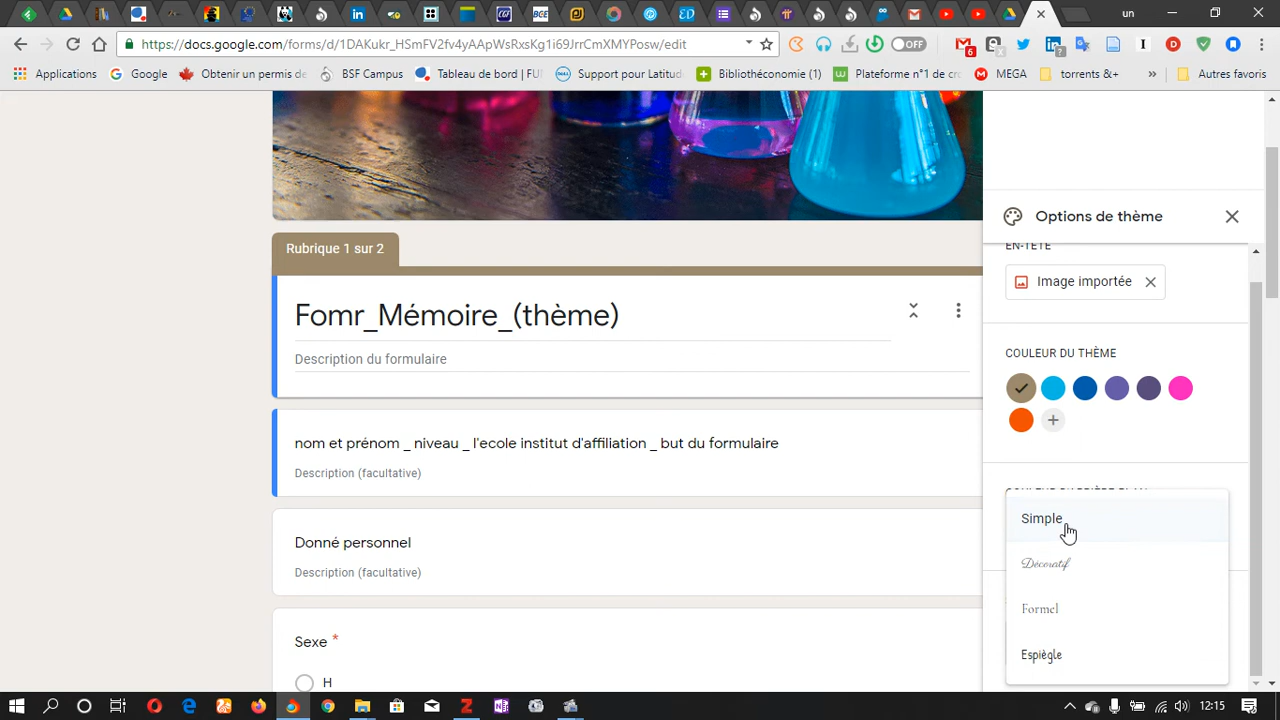 un
https://docs.google.com/forms/d/1DAKukr_HSmFV2fv4yAApWsRxsKg1i69JrrCmXMYPosw/edit
OFF
6
?
Applications
Google
Obtenir un permis de
BSF Campus
Tableau de bord | FU
Support pour Latitud
Bibliothéconomie (1)
Plateforme n°1 de cr
MEGA
torrents &
»
Autres favoris
Options de thème
EN-TÊTE
Image importée
Rubrique 1 sur 2
Fomr_Mémoire_(thème)
Description du formulaire
COULEUR DU THÈME
nom et prénom _ niveau _ l'ecole institut d'affiliation _ but du formulaire
Description (facultative)
Simple
Décoratif
Formel
Espiègle
Donné personnel
Description (facultative)
Sexe *
H
12:15